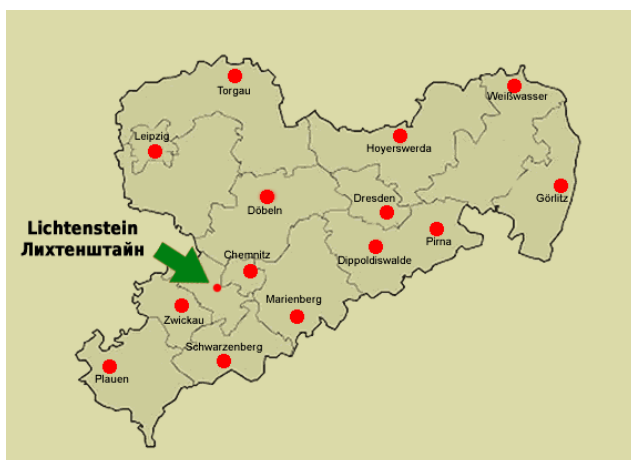 Torgau
Weißwasser
Leipzig
Hoyerswerda
Görlitz
Dresden
Döbeln
Lichtenstein
Лихтенштайн
Pirna
Chemnitz
Dippoldiswalde
Marienberg
Zwickau
Schwarzenberg
Plauen